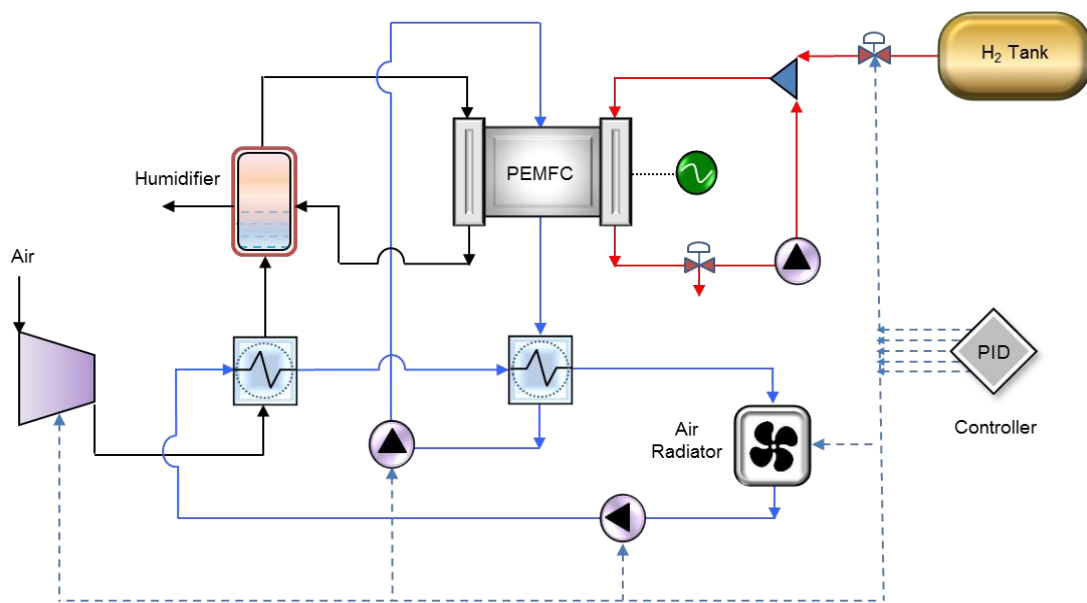 H₂ Tank
PEMFC
Humidifier
Air
PID
Controller
Air
Radiator